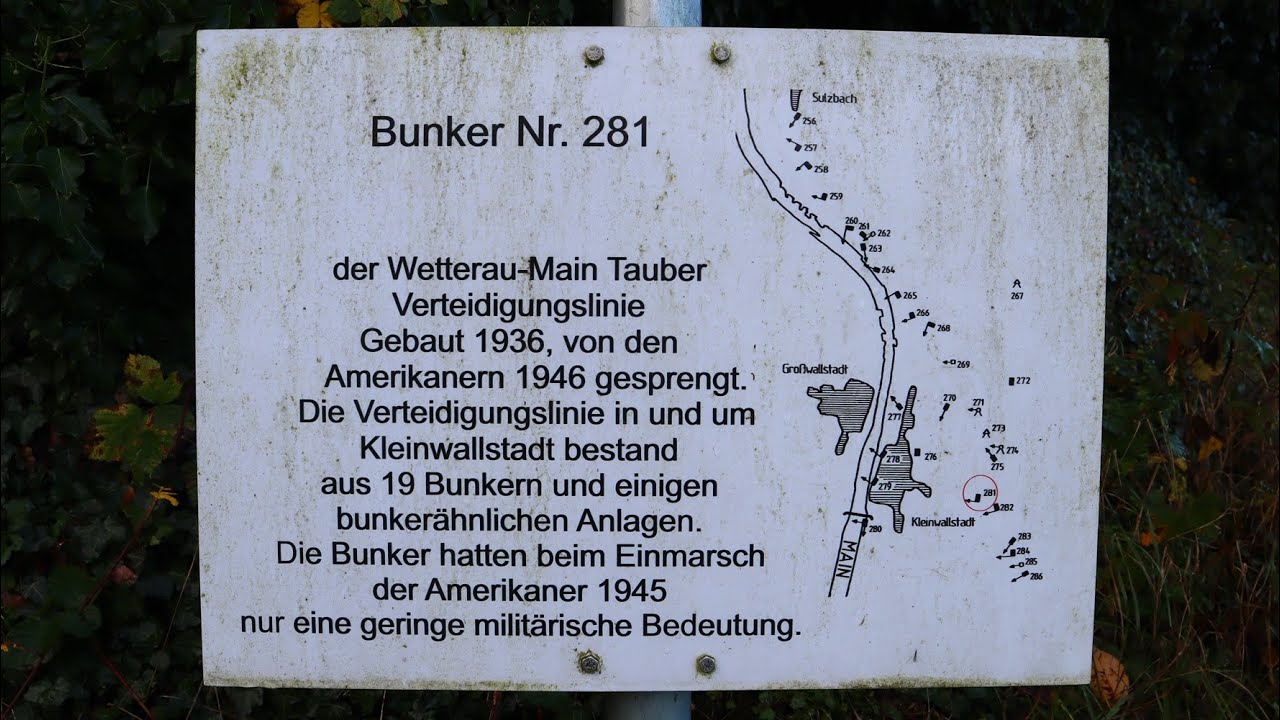 Bunker Nr. 281
der Wetterau-Main Tauber
Verteidigungslinie
Gebaut 1936, von den
Amerikanern 1946 gesprengt.
Die Verteidigungslinie in und um
Kleinwallstadt bestand
aus 19 Bunkern und einigen
bunkerähnlichen Anlagen.
Die Bunker hatten beim Einmarsch
der Amerikaner 1945
nur eine geringe militärische Bedeutung.
Sulzbach
256
257
258
259
260
261
262
263
264
265
266
267
268
269
Großwallstadt
272
270
271
277
273
274
276
278
275
279
281
282
Kleinwallstadt
280
283
284
285
286
MAIN